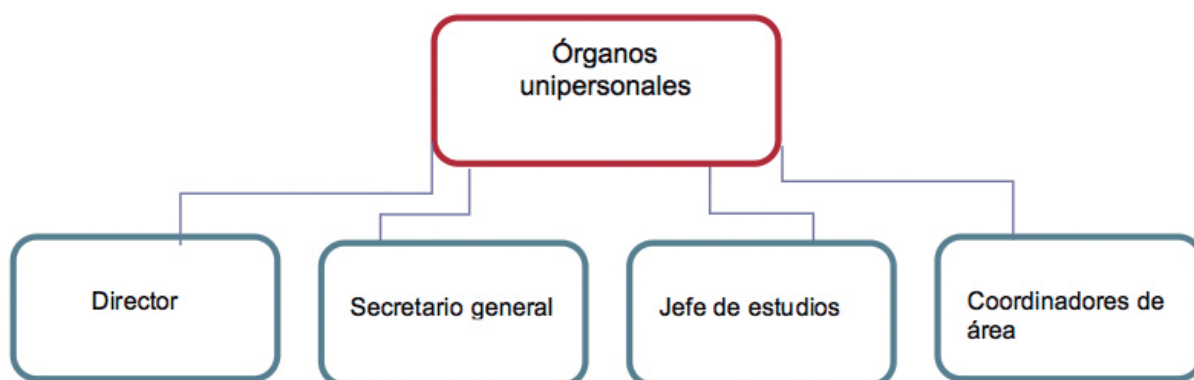 Órganos
unipersonales
Director
Secretario general
Jefe de estudios
Coordinadores de
área